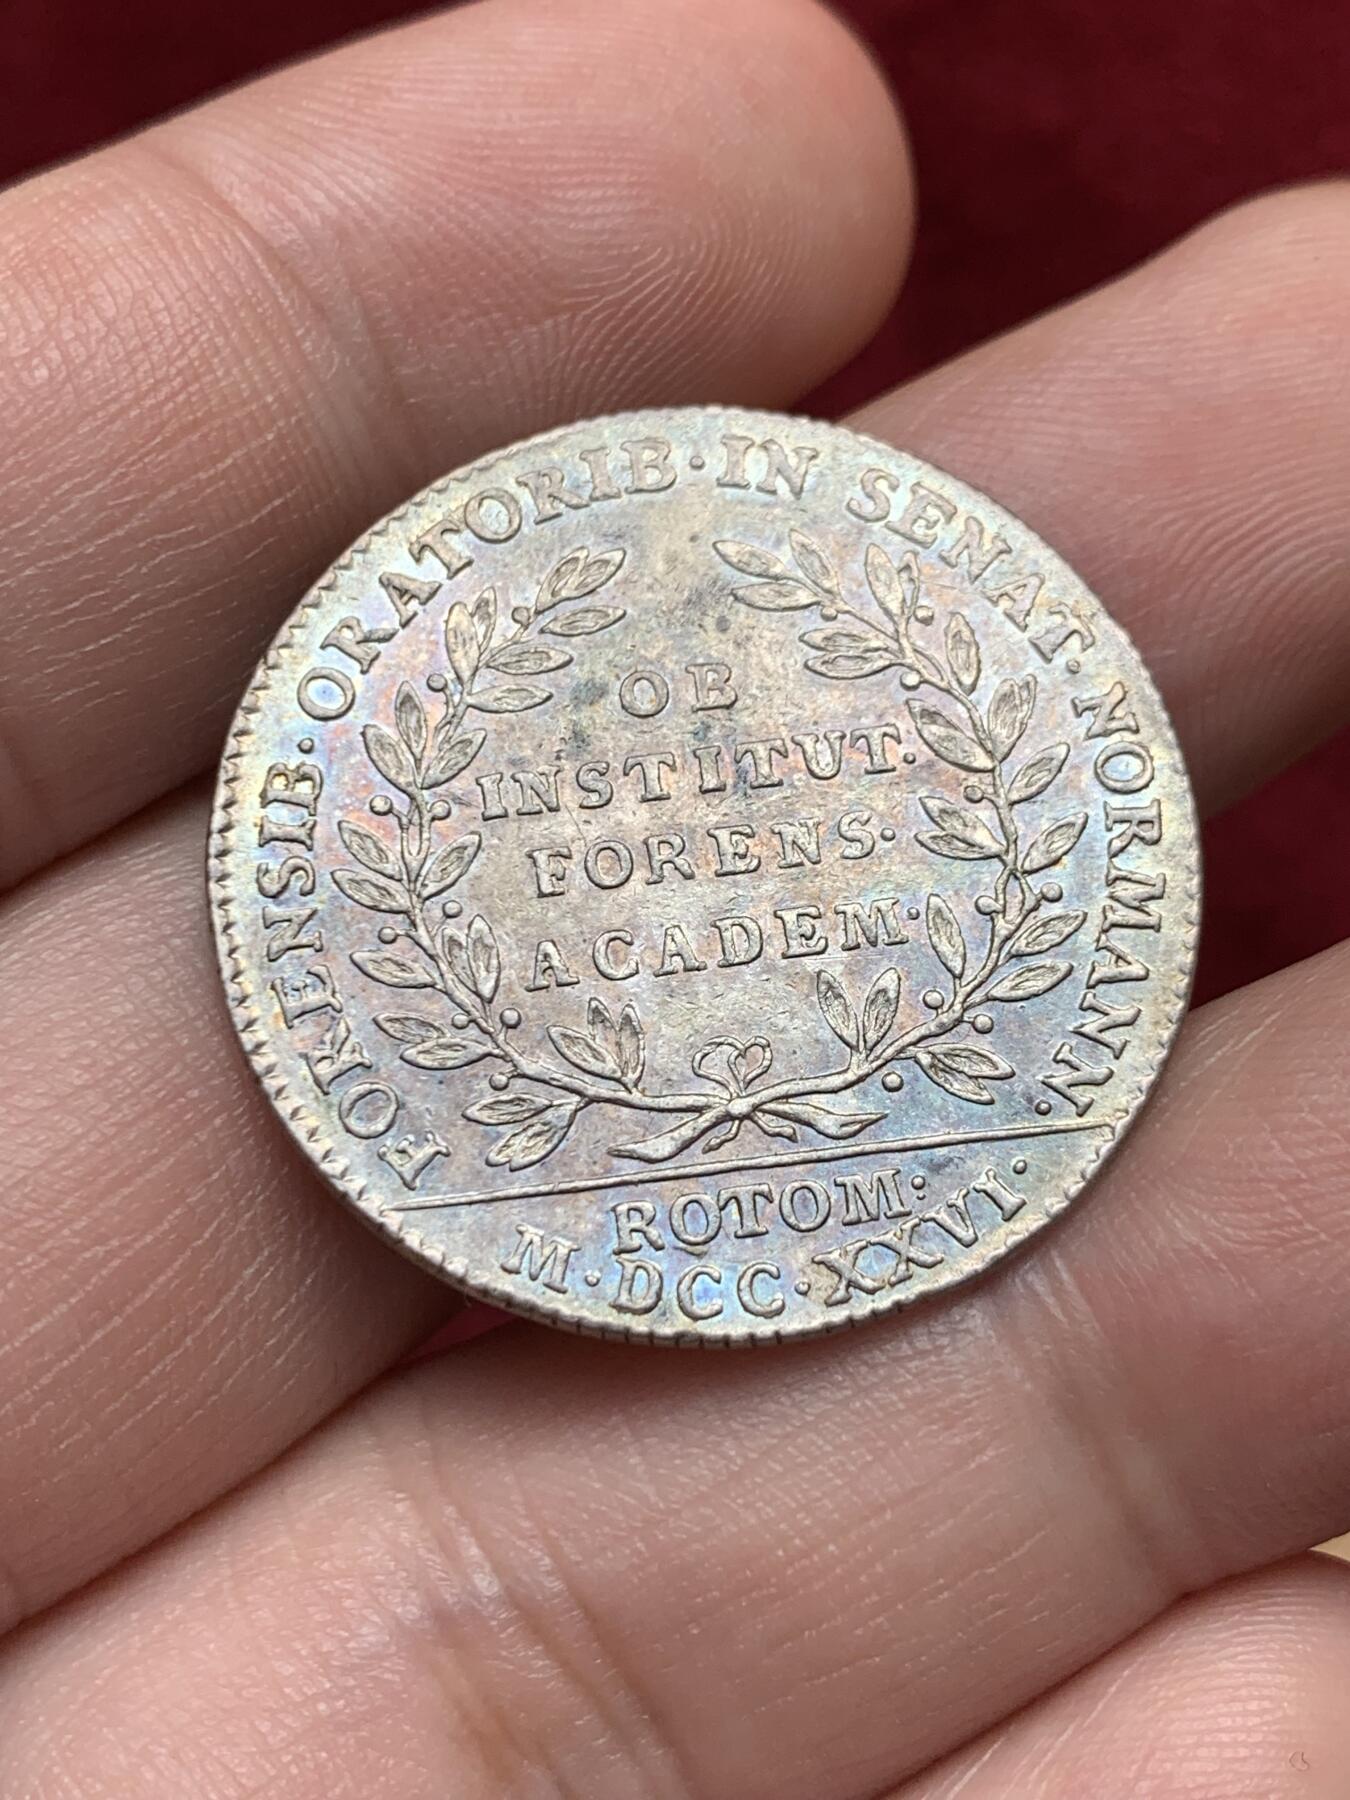 FORENSIB·ORATORIB·IN SENAT·NORMANN·
OB
INSTITUT·
FORENS·
ACADEM·
ROTOM:
M·DCC·XXVI·